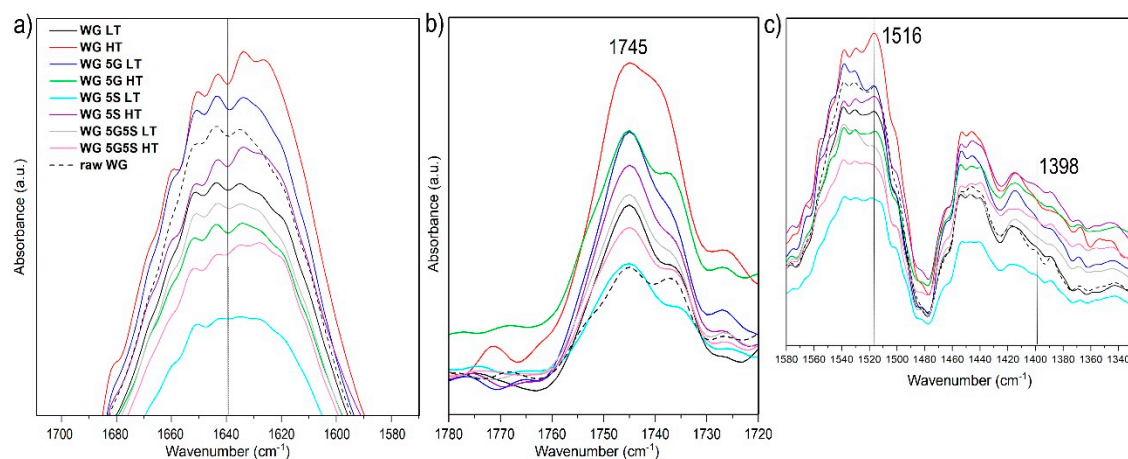 a)
WG LT
WG HT
WG 5G LT
WG 5G HT
WG 5S LT
WG 5S HT
WG 5G5S LT
WG 5G5S HT
raw WG
Absorbance (a.u.)
1700 1680 1660 1640 1620 1600 1580
Wavenumber (cm-1)
b)
1745
Absorbance (a.u.)
1780 1770 1760 1750 1740 1730 1720
Wavenumber (cm-1)
c)
1516
1398
Absorbance (a.u.)
1580 1560 1540 1520 1500 1480 1460 1440 1420 1400 1380 1360 1340
Wavenumber (cm-1)